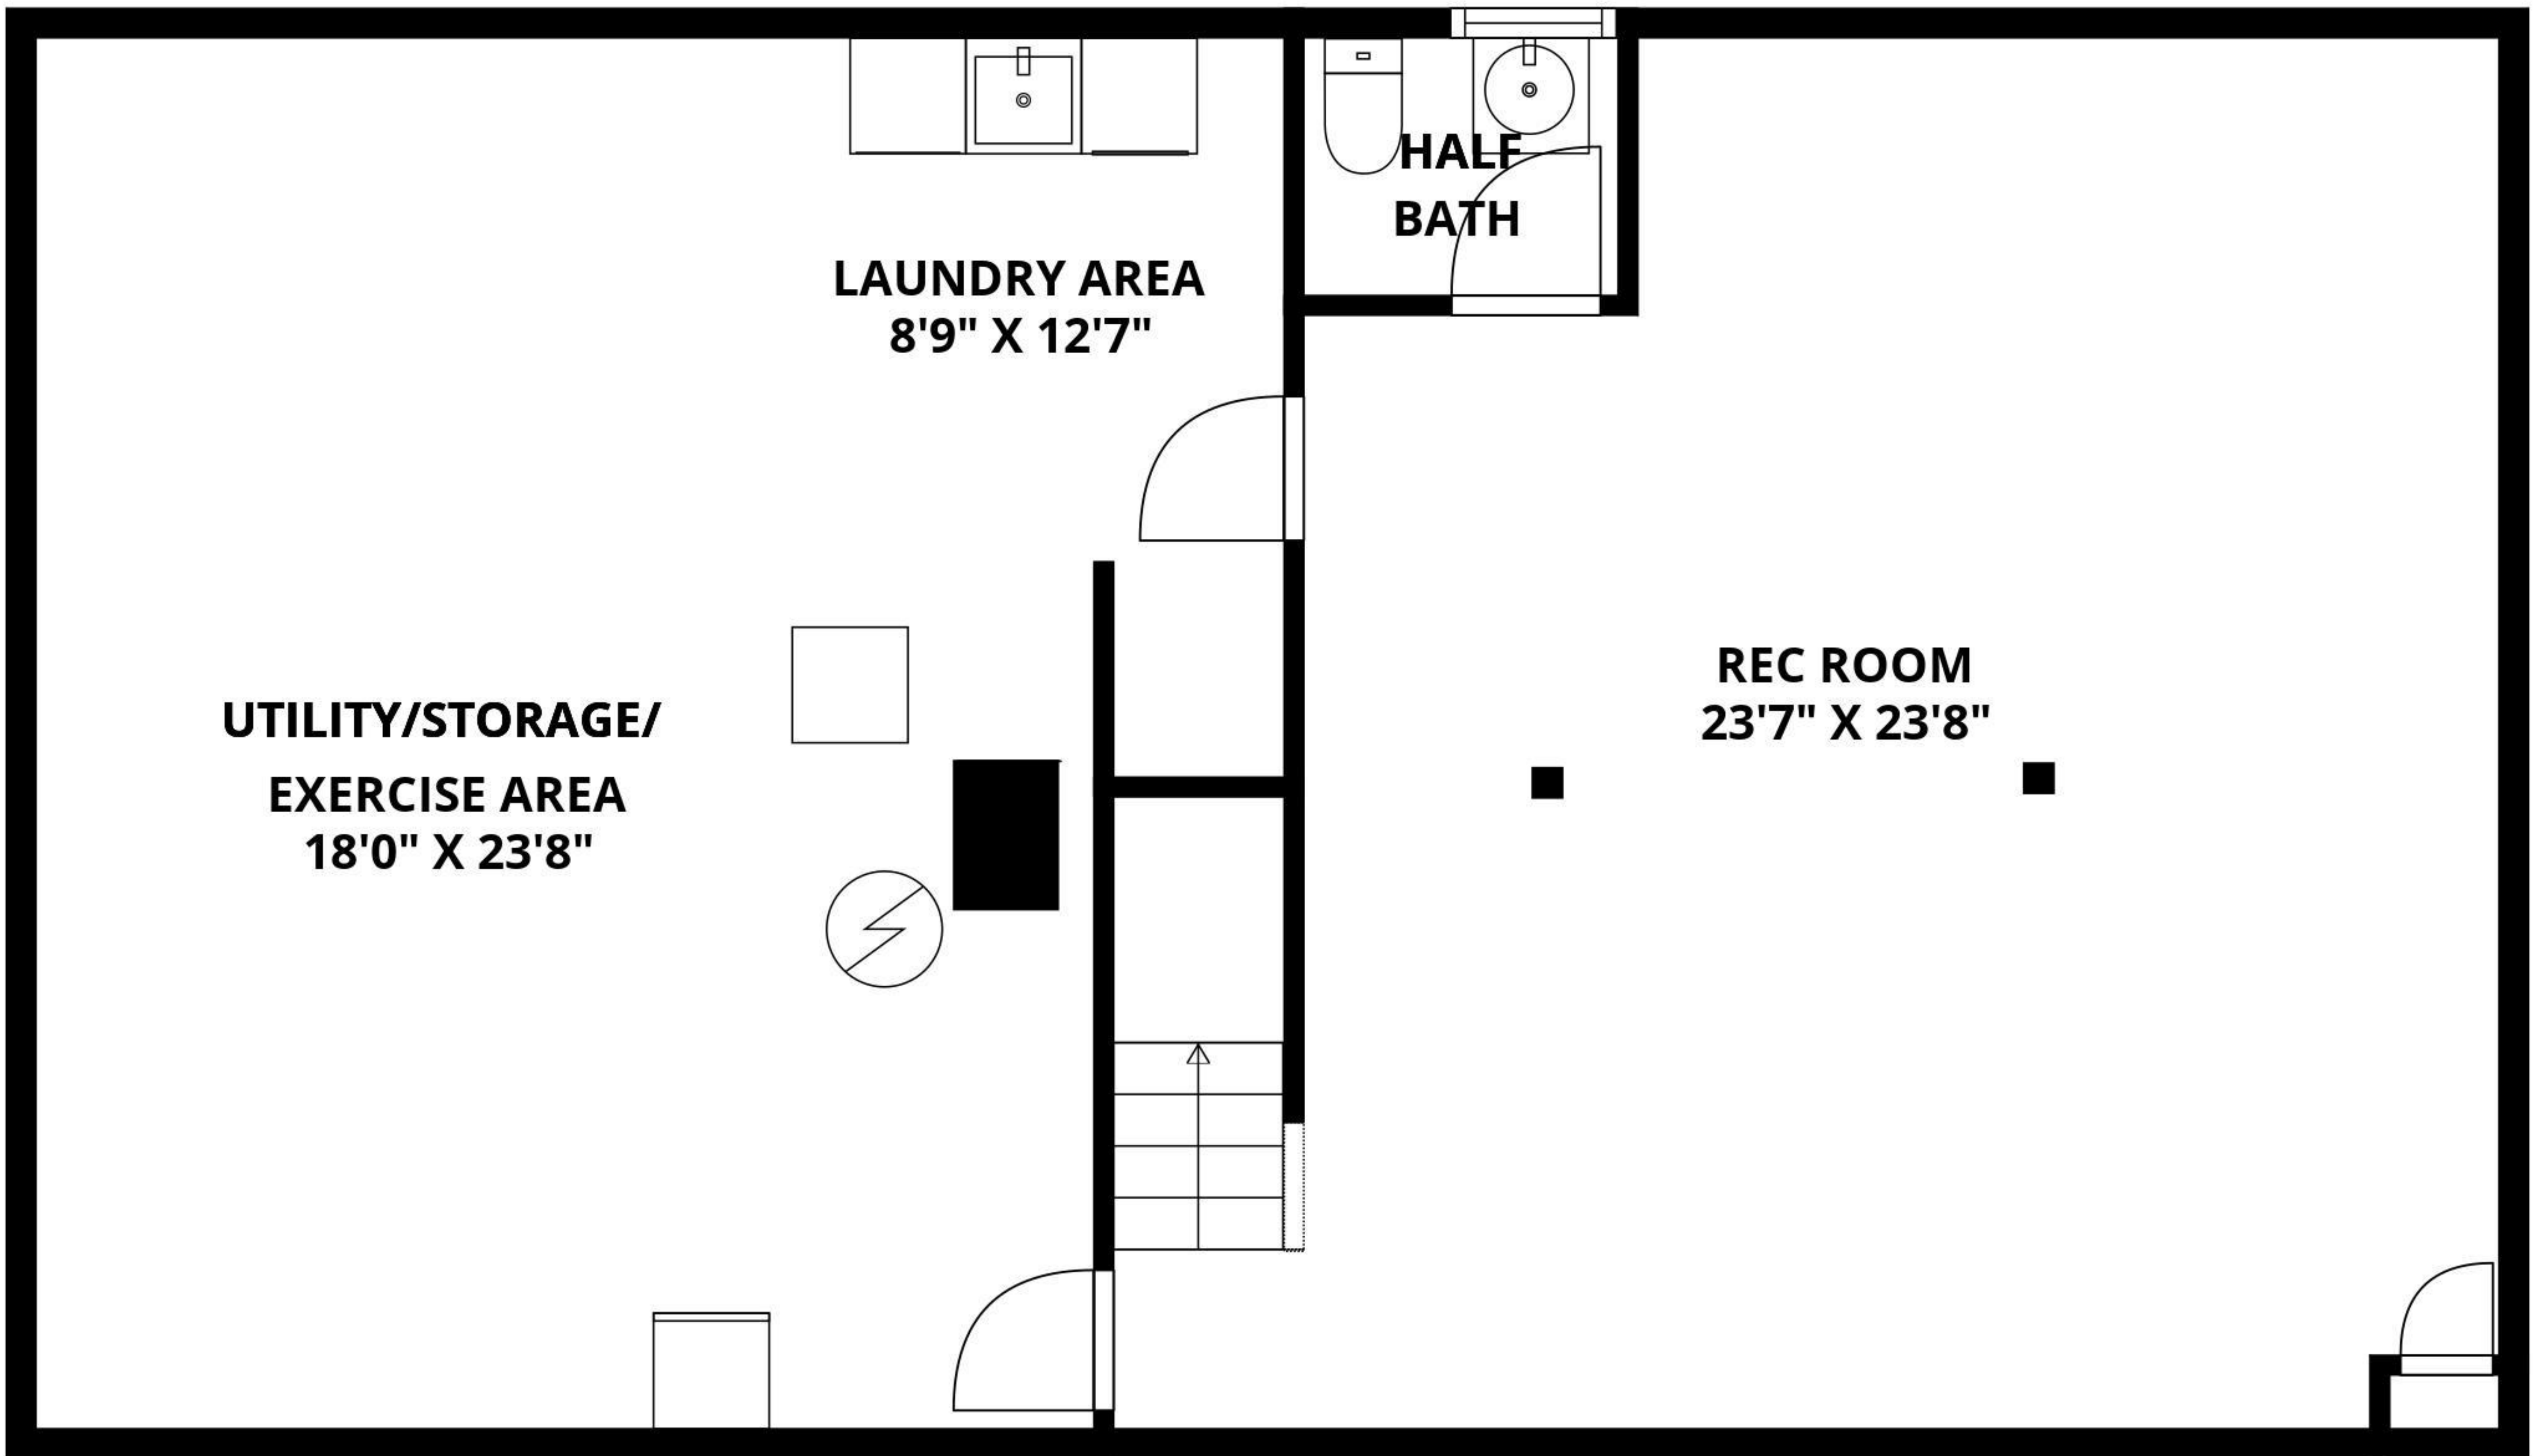 HALF
BATH
LAUNDRY AREA
8'9" X 12'7"
UTILITY/STORAGE/
EXERCISE AREA
18'0" X 23'8"
REC ROOM
23'7" X 23'8"